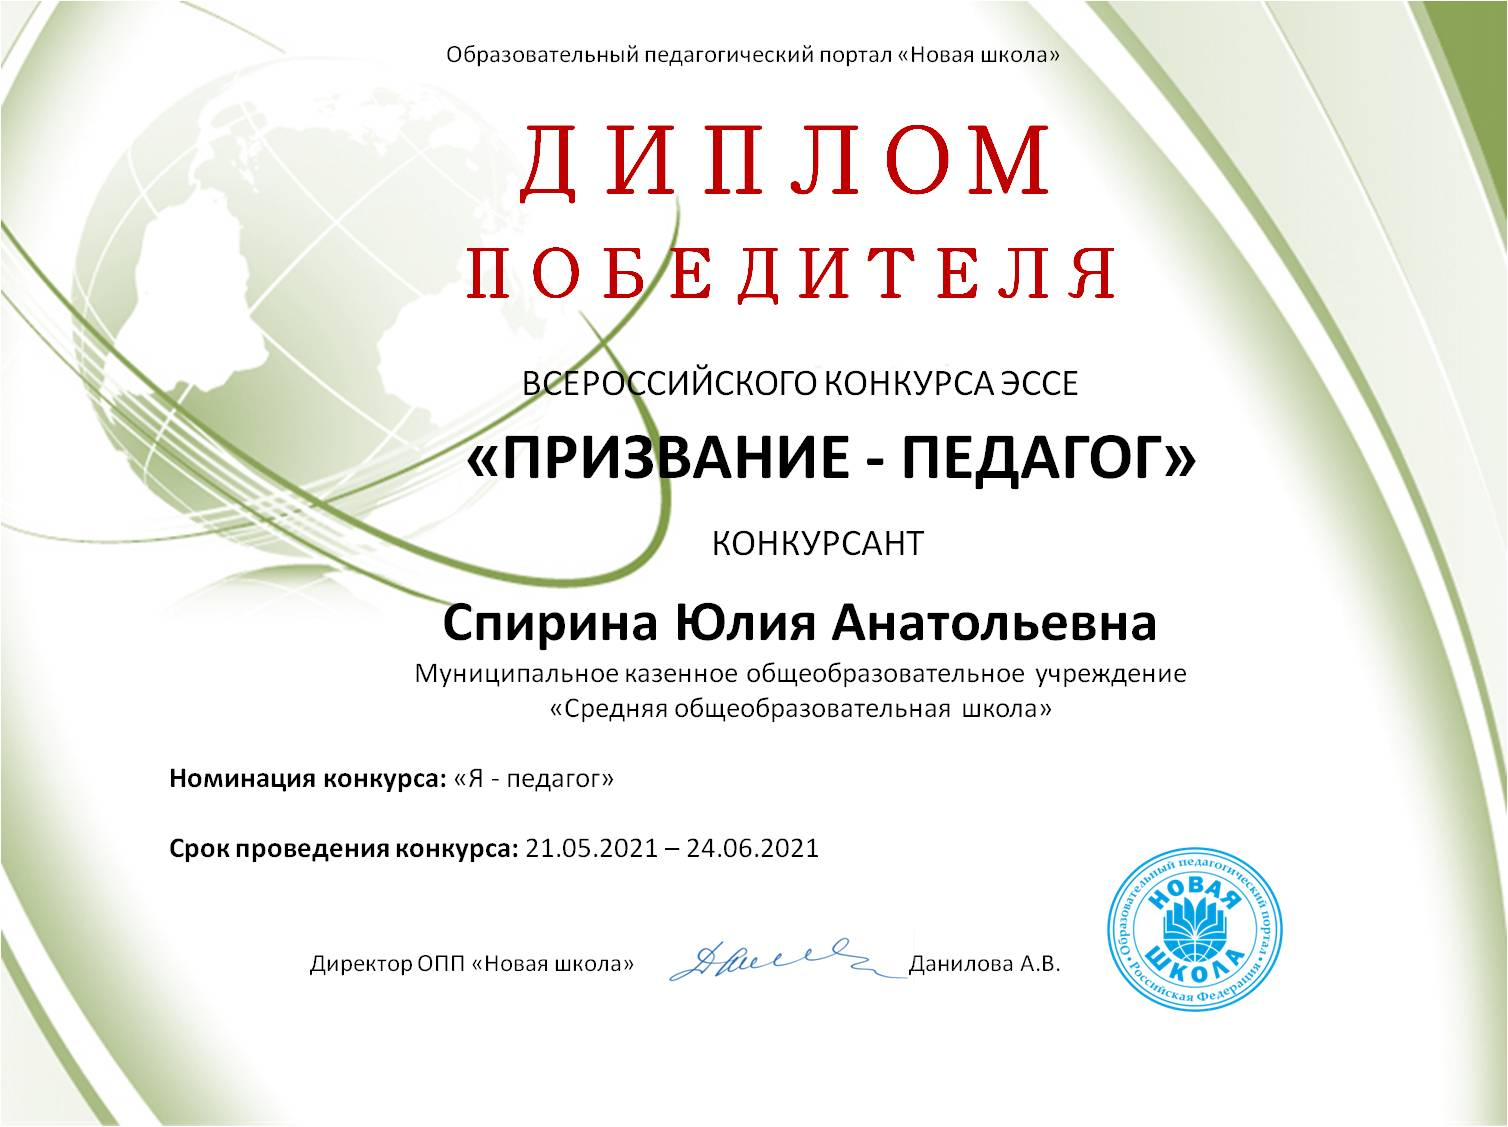 Образовательный педагогический портал «Новая школа»
ДИПЛОМ
ПОБЕДИТЕЛЯ
ВСЕРОССИЙСКОГО КОНКУРСА ЭССЕ
«ПРИЗВАНИЕ - ПЕДАГОГ»
КОНКУРСАНТ
Спирина Юлия Анатольевна
Муниципальное казенное общеобразовательное учреждение
«Средняя общеобразовательная школа»
Номинация конкурса: «Я - педагог»
Срок проведения конкурса: 21.05.2021 – 24.06.2021
Директор ОПП «Новая школа» Данилова А.В.
Образовательный педагогический портал
НОВАЯ
ШКОЛА
Российская Федерация